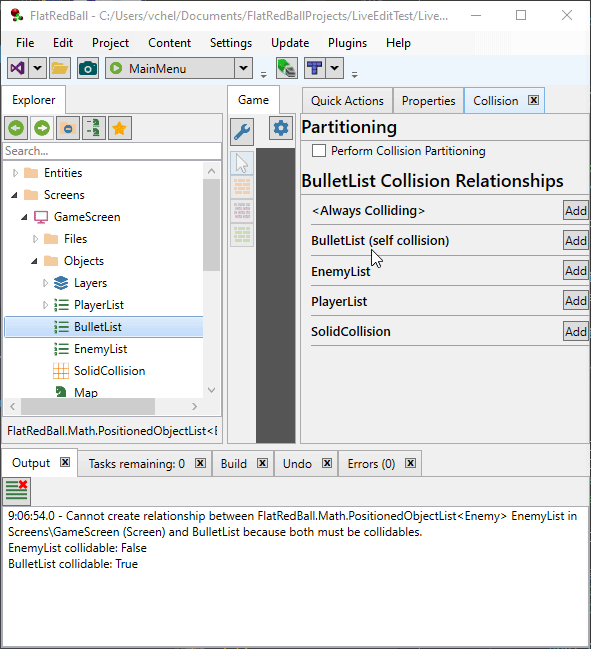 FlatRedBall - C:/Users/vchel/Documents/FlatRedBallProjects/LiveEditTest/Live...
File Edit Project Content Settings Update Plugins Help
MainMenu
Explorer
Search...
Entities
Screens
GameScreen
Files
Objects
Layers
PlayerList
BulletList
EnemyList
SolidCollision
Map
FlatRedBall.Math.PositionedObjectList<E
Game
Quick Actions Properties Collision
Partitioning
Perform Collision Partitioning
BulletList Collision Relationships
<Always Colliding> Add
BulletList (self collision) Add
EnemyList Add
PlayerList Add
SolidCollision Add
Output Tasks remaining: 0 Build Undo Errors (0)
9:06:54.0 - Cannot create relationship between FlatRedBall.Math.PositionedObjectList<Enemy> EnemyList in
Screens\GameScreen (Screen) and BulletList because both must be collidables.
EnemyList collidable: False
BulletList collidable: True